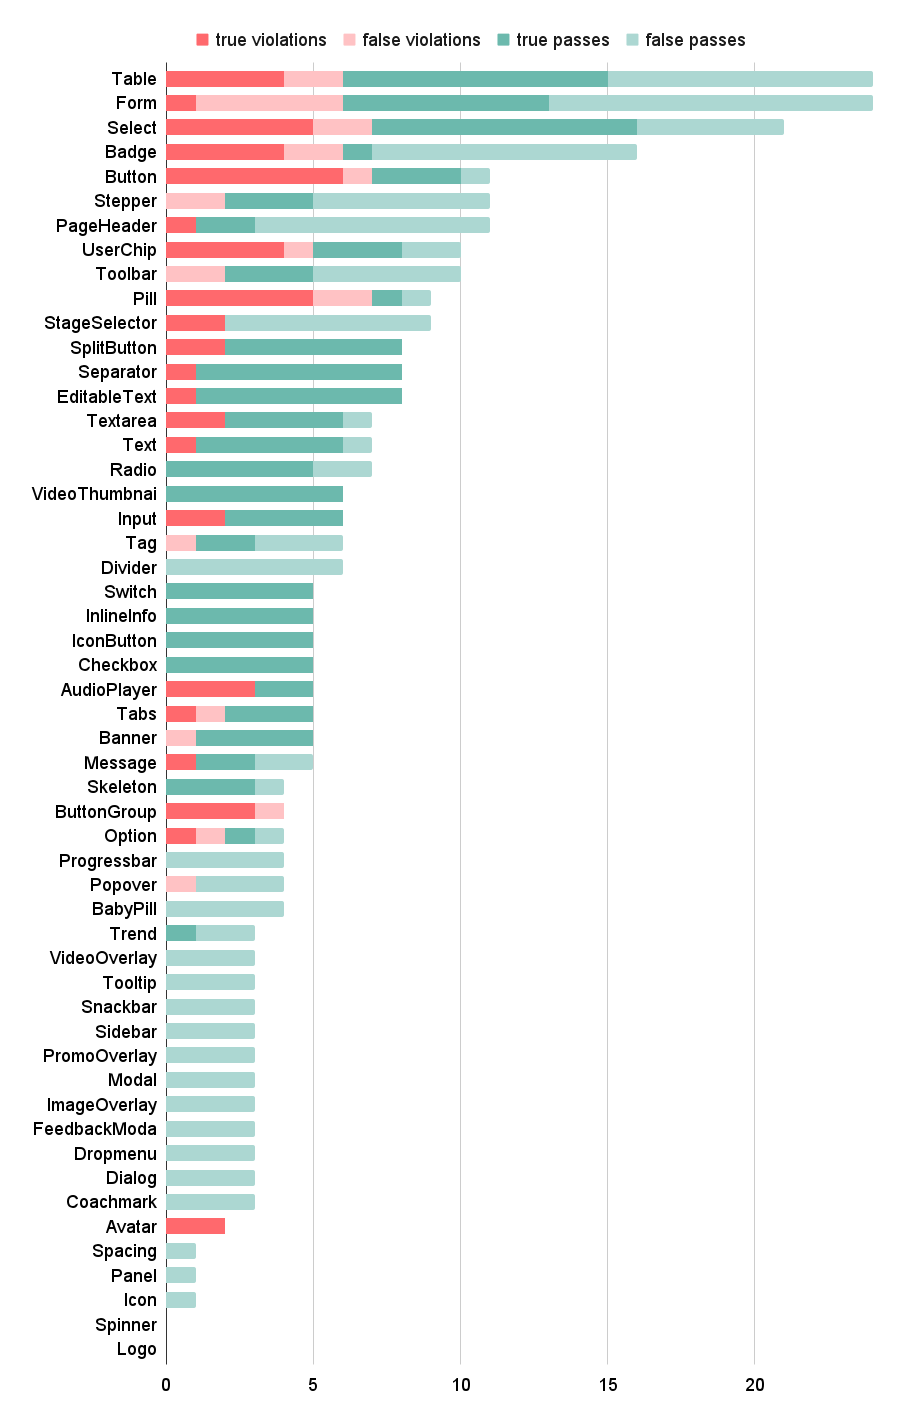 true violations false violations true passes false passes
Table
Form
Select
Badge
Button
Stepper
PageHeader
UserChip
Toolbar
Pill
StageSelector
SplitButton
Separator
EditableText
Textarea
Text
Radio
VideoThumbnai
Input
Tag
Divider
Switch
InlineInfo
IconButton
Checkbox
AudioPlayer
Tabs
Banner
Message
Skeleton
ButtonGroup
Option
Progressbar
Popover
BabyPill
Trend
VideoOverlay
Tooltip
Snackbar
Sidebar
PromoOverlay
Modal
ImageOverlay
FeedbackModa
Dropmenu
Dialog
Coachmark
Avatar
Spacing
Panel
Icon
Spinner
Logo
0 5 10 15 20